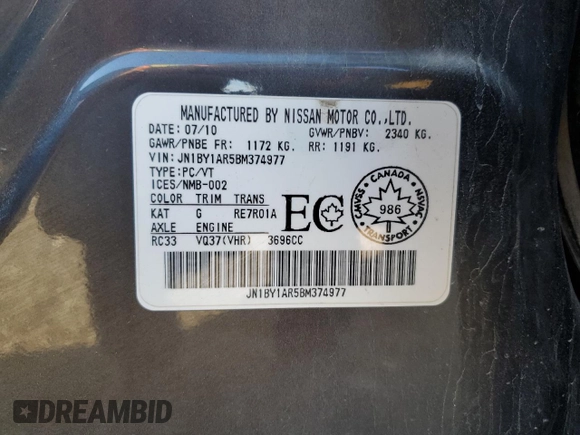 MANUFACTURED BY NISSAN MOTOR CO.,LTD.
DATE: 07/10 GVWR/PNBV: 2340 KG.
GAWR/PNBE FR: 1172 KG. RR: 1191 KG.
VIN: JN1BY1AR5BM374977
TYPE: PC/VT
ICES/NMB-002
COLOR TRIM TRANS
KAT G RE7R01A
AXLE ENGINE
RC33 VQ37(VHR) 3696CC
EC
CANADA
CMVSS 986 NSVAC
TRANSPORT
JN1BY1AR5BM374977
DREAMBID